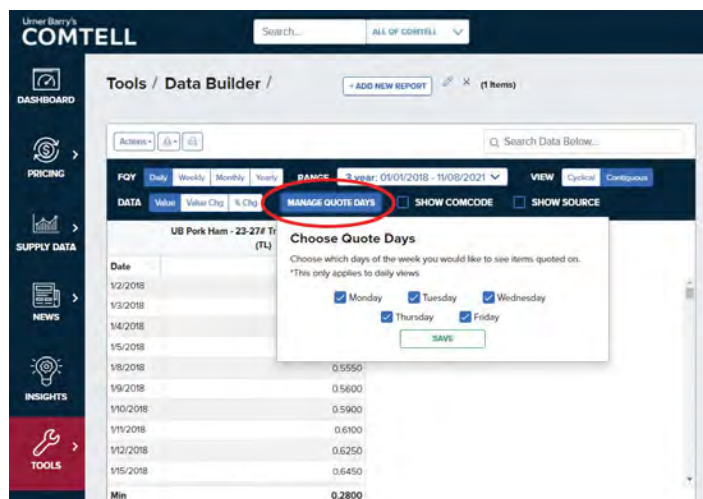 Urner Barry's
COMTELL
Search...
ALL OF COMTELL
DASHBOARD
PRICING
SUPPLY DATA
NEWS
INSIGHTS
TOOLS
Tools / Data Builder /
+ ADD NEW REPORT
(1 Items)
Actions
Search Data Below...
FQY Daily Weekly Monthly Yearly RANGE 3 year: 01/01/2018 - 11/08/2021 VIEW Cyclical Contiguous
DATA Value Value Chg % Chg MANAGE QUOTE DAYS SHOW COMCODE SHOW SOURCE
UB Pork Ham - 23-27# Tr
(TL)
Date
1/2/2018
1/3/2018
1/4/2018
1/5/2018
1/8/2018 0.5550
1/9/2018 0.5600
1/10/2018 0.5900
1/11/2018 0.6100
1/12/2018 0.6250
1/15/2018 0.6450
Min 0.2800
Choose Quote Days
Choose which days of the week you would like to see items quoted on.
*This only applies to daily views
Monday Tuesday Wednesday
Thursday Friday
SAVE